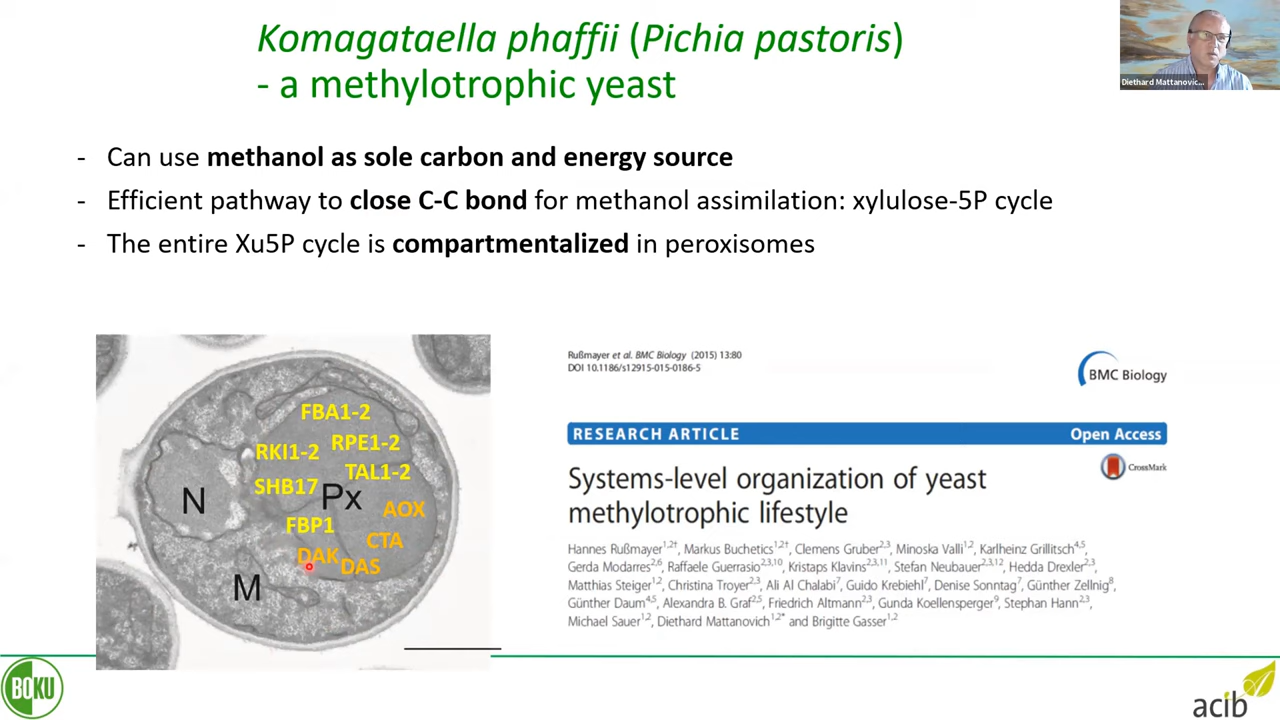 Komagataella phaffii (Pichia pastoris)
- a methylotrophic yeast
Diethard Mattanovic...
- Can use methanol as sole carbon and energy source
- Efficient pathway to close C-C bond for methanol assimilation: xylulose-5P cycle
- The entire Xu5P cycle is compartmentalized in peroxisomes
FBA1-2
RKI1-2 RPE1-2
TAL1-2
SHB17
N
Px
AOX
FBP1
CTA
DAK
DAS
M
Rußmayer et al. BMC Biology (2015) 13:80
DOI 10.1186/s12915-015-0186-5
BMC Biology
RESEARCH ARTICLE Open Access
CrossMark
Systems-level organization of yeast
methylotrophic lifestyle
Hannes Rußmayer1,2†, Markus Buchetics1,2†, Clemens Gruber2,3, Minoska Valli1,2, Karlheinz Grillitsch4,5,
Gerda Modarres2,6, Raffaele Guerrasio2,3,10, Kristaps Klavins2,3,11, Stefan Neubauer2,3,12, Hedda Drexler2,3,
Matthias Steiger1,2, Christina Troyer2,3, Ali Al Chalabi7, Guido Krebiehl7, Denise Sonntag7, Günther Zellnig8,
Günther Daum4,5, Alexandra B. Graf2,5, Friedrich Altmann2,3, Gunda Koellensperger9, Stephan Hann2,3,
Michael Sauer1,2, Diethard Mattanovich1,2* and Brigitte Gasser1,2
BOKU
acib